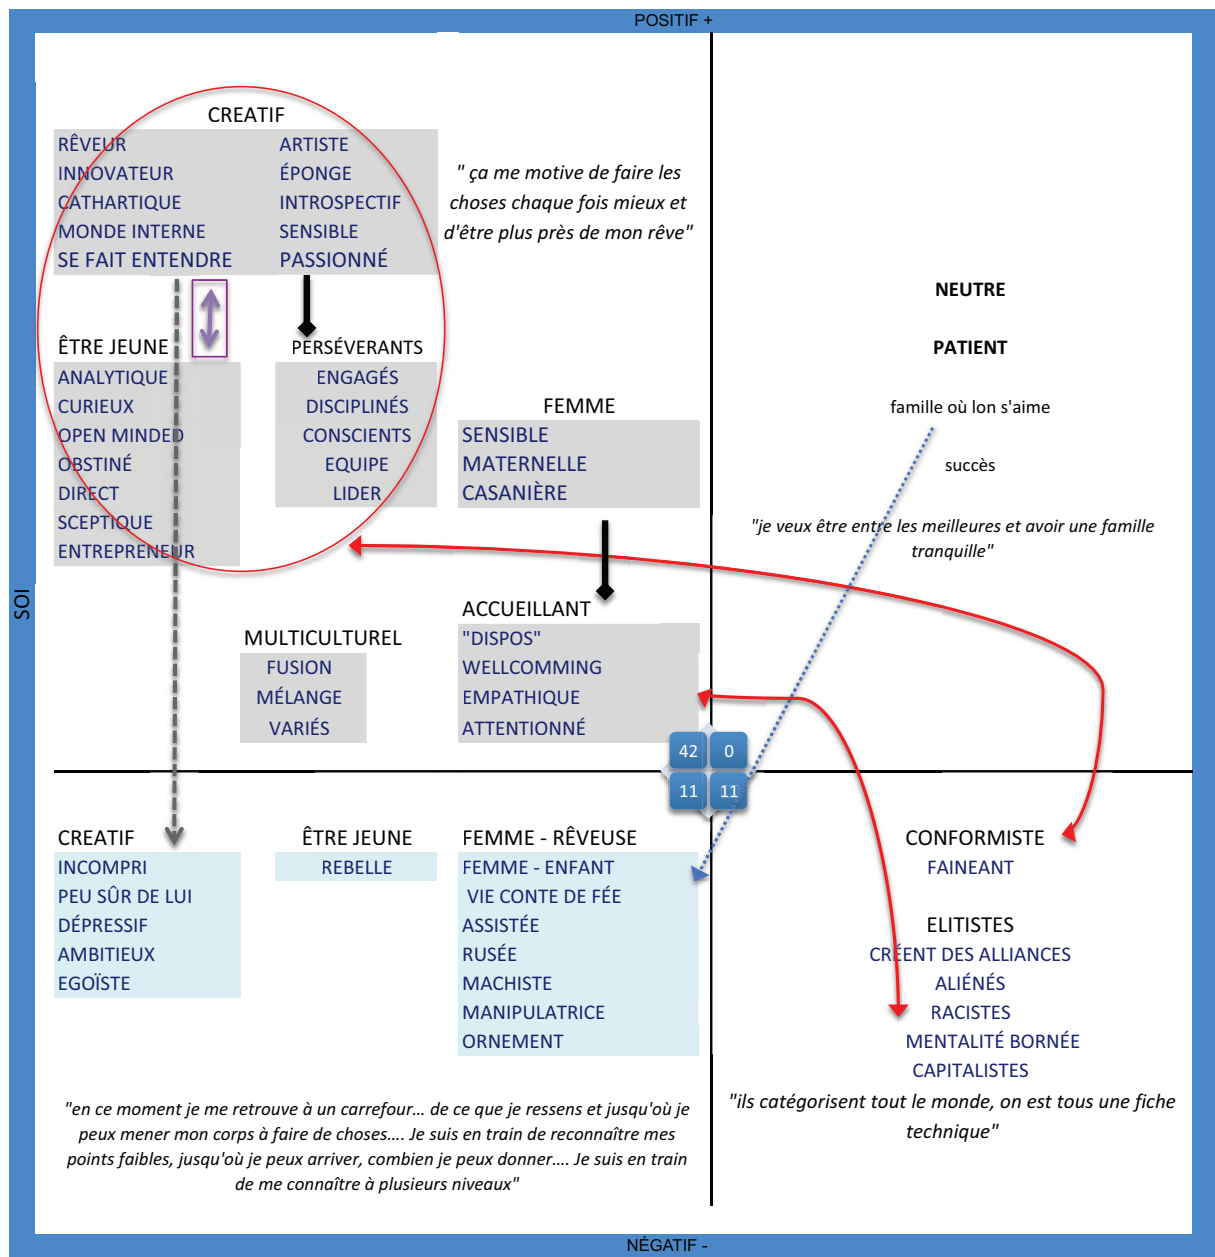 POSITIF +
SOI
CREATIF
RÊVEUR
INNOVATEUR
CATHARTIQUE
MONDE INTERNE
SE FAIT ENTENDRE
ARTISTE
ÉPONGE
INTROSPECTIF
SENSIBLE
PASSIONNÉ
" ça me motive de faire les
choses chaque fois mieux et
d'être plus près de mon rêve"
ÊTRE JEUNE
ANALYTIQUE
CURIEUX
OPEN MINDED
OBSTINÉ
DIRECT
SCEPTIQUE
ENTREPRENEUR
PERSÉVERANTS
ENGAGÉS
DISCIPLINÉS
CONSCIENTS
EQUIPE
LIDER
FEMME
SENSIBLE
MATERNELLE
CASANIÈRE
MULTICULTUREL
FUSION
MÉLANGE
VARIÉS
ACCUEILLANT
"DISPOS"
WELLCOMMING
EMPATHIQUE
ATTENTIONNÉ
NEUTRE
PATIENT
famille où lon s'aime
succès
"je veux être entre les meilleures et avoir une famille
tranquille"
42
0
11
11
CREATIF
INCOMPRI
PEU SÛR DE LUI
DÉPRESSIF
AMBITIEUX
EGOÏSTE
ÊTRE JEUNE
REBELLE
FEMME - RÊVEUSE
FEMME - ENFANT
VIE CONTE DE FÉE
ASSISTÉE
RUSÉE
MACHISTE
MANIPULATRICE
ORNEMENT
"en ce moment je me retrouve à un carrefour... de ce que je ressens et jusqu'où je
peux mener mon corps à faire de choses.... Je suis en train de reconnaître mes
points faibles, jusqu'où je peux arriver, combien je peux donner.... Je suis en train
de me connaître à plusieurs niveaux"
CONFORMISTE
FAINEANT
ELITISTES
CRÉENT DES ALLIANCES
ALIÉNÉS
RACISTES
MENTALITÉ BORNÉE
CAPITALISTES
"ils catégorisent tout le monde, on est tous une fiche
technique"
NÉGATIF -